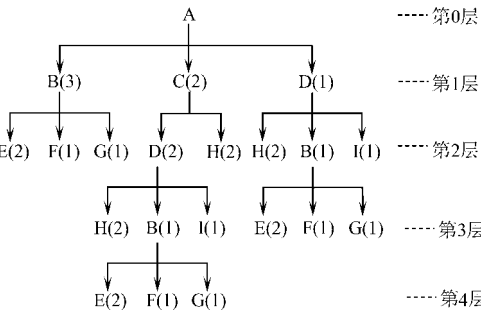 A 第0层
B(3) C(2) D(1) 第1层
E(2) F(1) G(1) D(2) H(2) H(2) B(1) I(1) 第2层
H(2) B(1) I(1) E(2) F(1) G(1) 第3层
E(2) F(1) G(1) 第4层